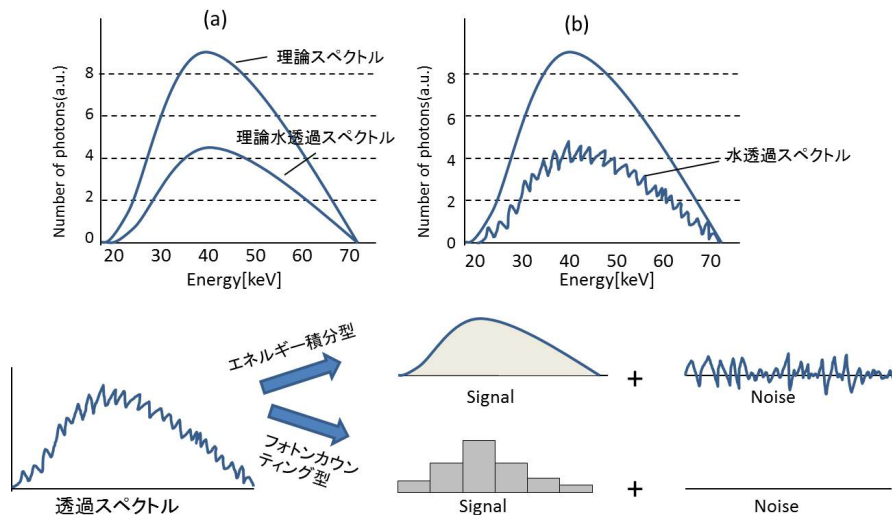 (a)
Number of photons(a.u.)
8
6
4
2
0
理論スペクトル
理論水透過スペクトル
20 30 40 50 60 70
Energy[keV]
(b)
Number of photons(a.u.)
8
6
4
2
0
水透過スペクトル
20 30 40 50 60 70
Energy[keV]
透過スペクトル
エネルギー積分型
フォトンカウン
ティング型
Signal
+
Noise
Signal
+
Noise